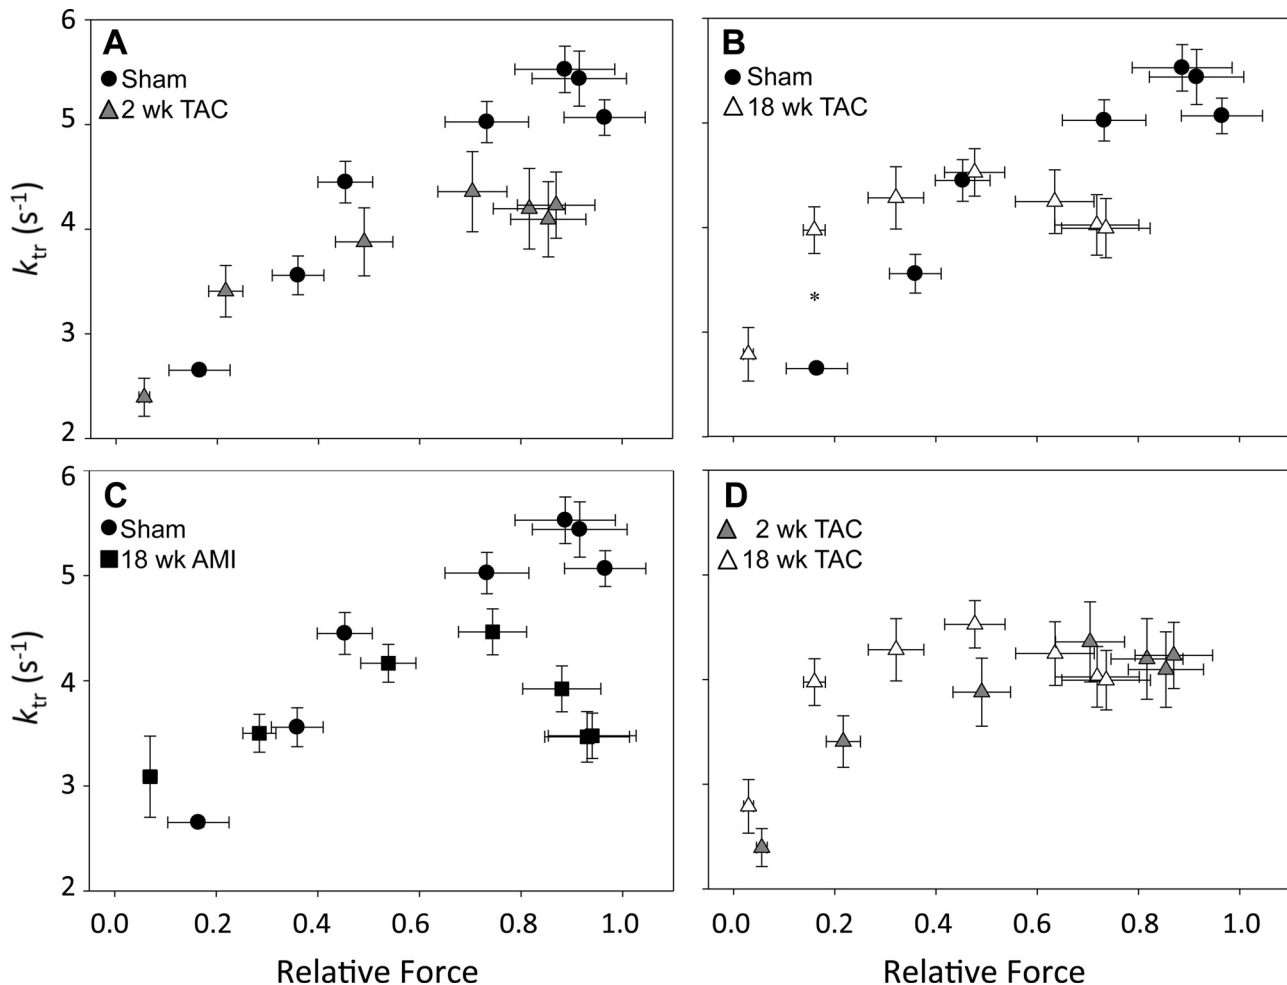 A
Sham
2 wk TAC
B
Sham
18 wk TAC
*
6
5
4
3
2
ktr (s-1)
C
Sham
18 wk AMI
D
2 wk TAC
18 wk TAC
6
5
4
3
2
ktr (s-1)
0.0 0.2 0.4 0.6 0.8 1.0
0.0 0.2 0.4 0.6 0.8 1.0
Relative Force
Relative Force